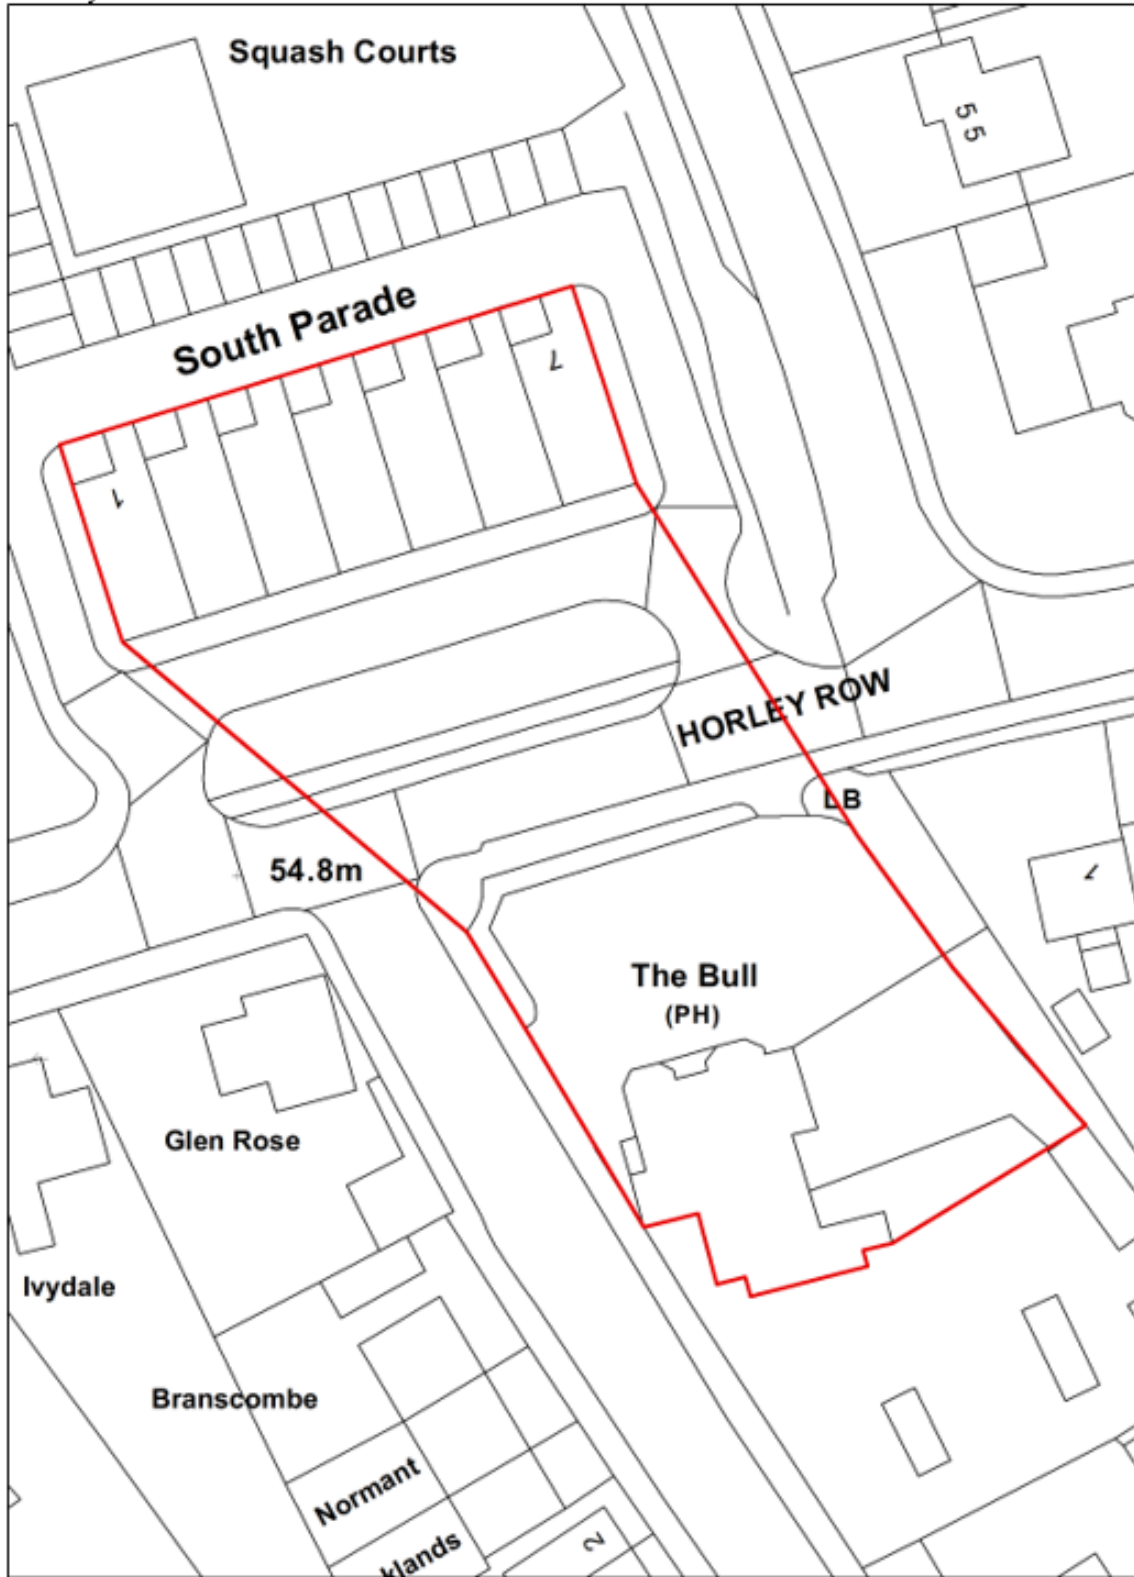 Squash Courts
55
South Parade
7
1
HORLEY ROW
LB
54.8m
The Bull
(PH)
Glen Rose
Ivydale
Branscombe
Normant
klands
2